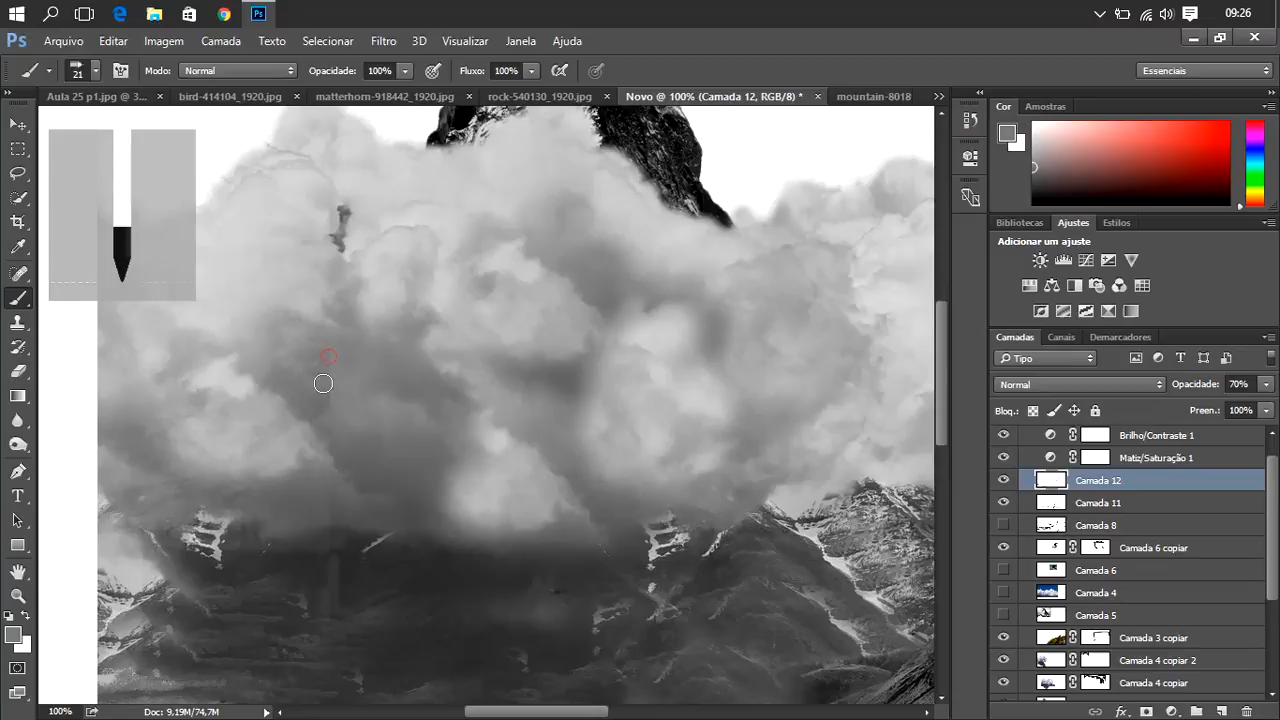 Ps
09:26
Ps
Arquivo Editar Imagem Camada Texto Selecionar Filtro 3D Visualizar Janela Ajuda
21 Modo: Normal Opacidade: 100% Fluxo: 100% Essenciais
Aula 25 p1.jpg @ 3... × bird-414104_1920.jpg × matterhorn-918442_1920.jpg × rock-540130_1920.jpg × Novo @ 100% (Camada 12, RGB/8) * × mountain-8018
Cor Amostras
Bibliotecas Ajustes Estilos
Adicionar um ajuste
Camadas Canais Demarcadores
Tipo
Normal Opacidade: 70%
Bloq.: Preen.: 100%
Brilho/Contraste 1
Matiz/Saturação 1
Camada 12
Camada 11
Camada 8
Camada 6 copiar
Camada 6
Camada 4
Camada 5
Camada 3 copiar
Camada 4 copiar 2
Camada 4 copiar
100% Doc: 9,19M/74,7M
fx